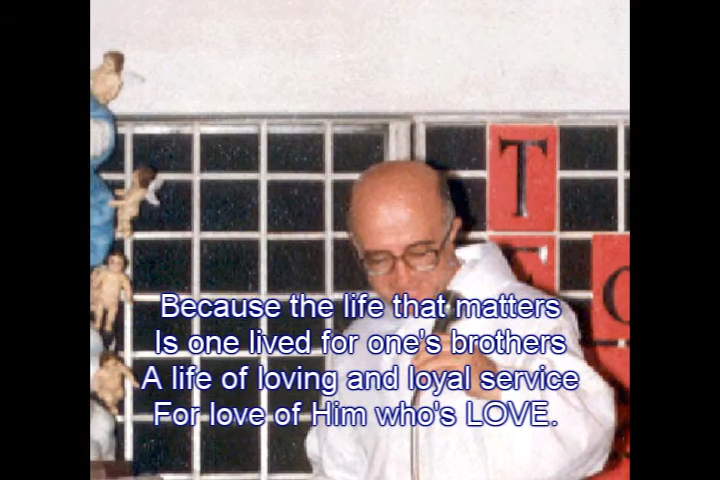 T
C
Because the life that matters
Is one lived for one's brothers
A life of loving and loyal service
For love of Him who's LOVE.